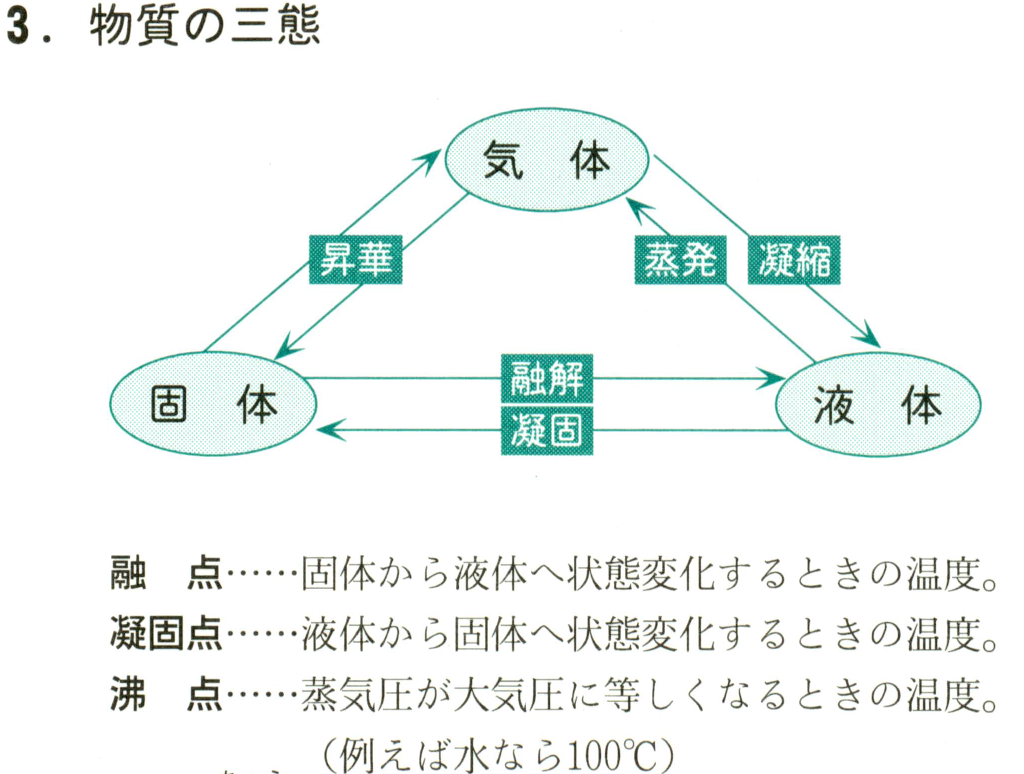 3. 物質の三態
気　体
昇華
蒸発
凝縮
固　体
融解
液　体
凝固
融　点……固体から液体へ状態変化するときの温度。
凝固点……液体から固体へ状態変化するときの温度。
沸　点……蒸気圧が大気圧に等しくなるときの温度。
（例えば水なら100℃）